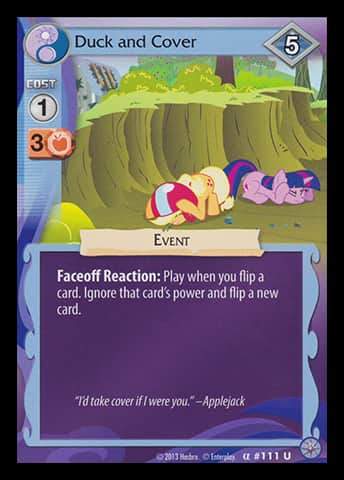 Duck and Cover
5
COST
1
3
EVENT
Faceoff Reaction: Play when you flip a
card. Ignore that card's power and flip a new
card.
"I'd take cover if I were you." –Applejack
© 2013 Hasbro. © Enterplay. α #111 U